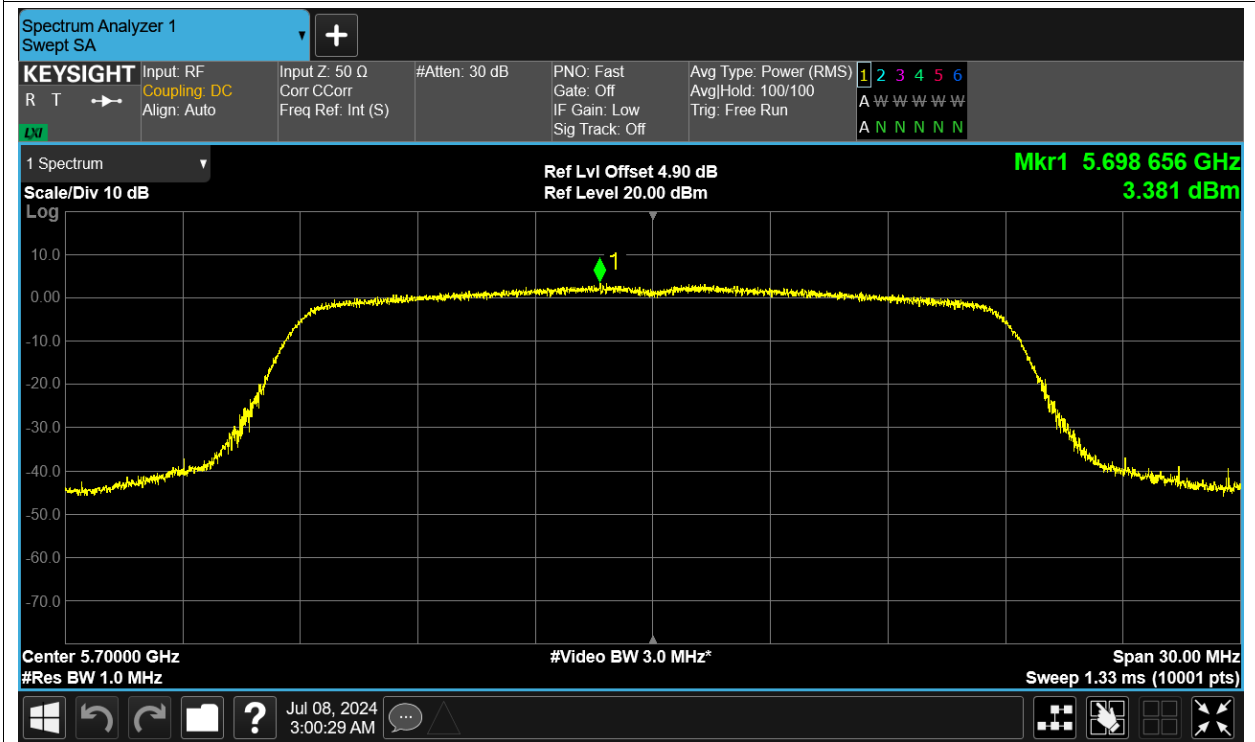 Spectrum Analyzer 1
Swept SA
KEYSIGHT
R T
LXI
Input: RF
Coupling: DC
Align: Auto
Input Z: 50 Ω
Corr CCorr
Freq Ref: Int (S)
#Atten: 30 dB
PNO: Fast
Gate: Off
IF Gain: Low
Sig Track: Off
Avg Type: Power (RMS)
Avg|Hold: 100/100
Trig: Free Run
1 2 3 4 5 6
A W W W W W
A N N N N N
1 Spectrum
Scale/Div 10 dB
Log
Ref Lvl Offset 4.90 dB
Ref Level 20.00 dBm
Mkr1 5.698 656 GHz
3.381 dBm
1
10.0
0.00
-10.0
-20.0
-30.0
-40.0
-50.0
-60.0
-70.0
Center 5.70000 GHz
#Res BW 1.0 MHz
#Video BW 3.0 MHz*
Span 30.00 MHz
Sweep 1.33 ms (10001 pts)
?
Jul 08, 2024
3:00:29 AM